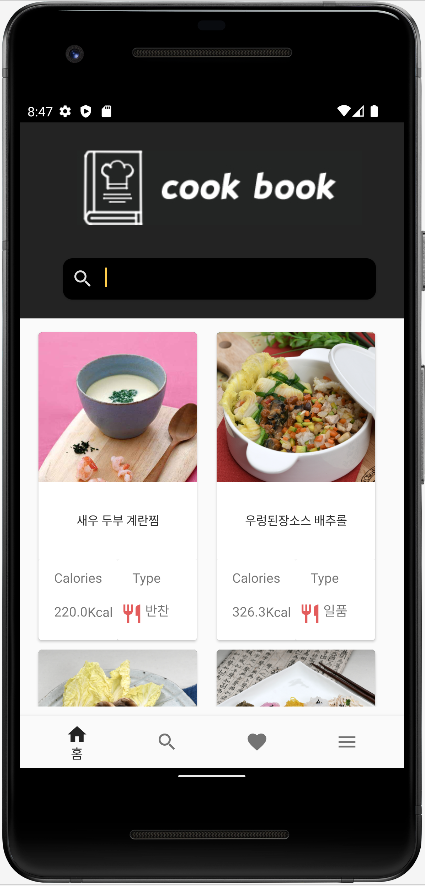 8:47
cook book
새우 두부 계란찜
우렁된장소스 배추롤
Calories Type
220.0Kcal 반찬
Calories Type
326.3Kcal 일품
홈